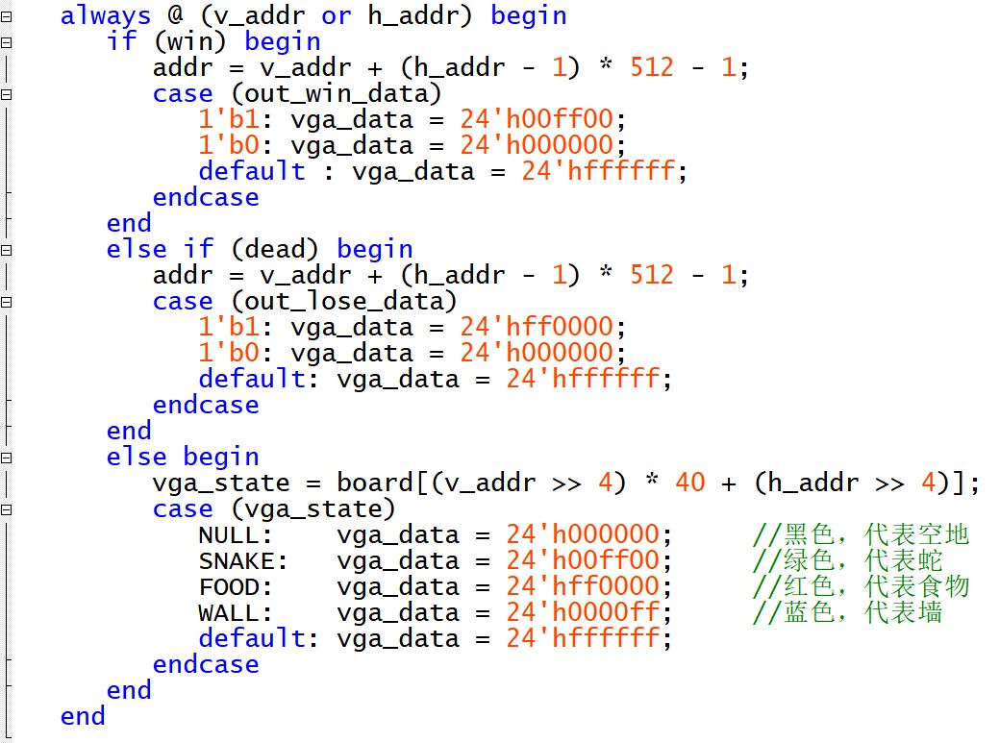 always @ (v_addr or h_addr) begin
if (win) begin
addr = v_addr + (h_addr - 1) * 512 - 1;
case (out_win_data)
1'b1: vga_data = 24'h00ff00;
1'b0: vga_data = 24'h000000;
default : vga_data = 24'hffffff;
endcase
end
else if (dead) begin
addr = v_addr + (h_addr - 1) * 512 - 1;
case (out_lose_data)
1'b1: vga_data = 24'hff0000;
1'b0: vga_data = 24'h000000;
default: vga_data = 24'hffffff;
endcase
end
else begin
vga_state = board[(v_addr >> 4) * 40 + (h_addr >> 4)];
case (vga_state)
NULL: vga_data = 24'h000000; //黑色，代表空地
SNAKE: vga_data = 24'h00ff00; //绿色，代表蛇
FOOD: vga_data = 24'hff0000; //红色，代表食物
WALL: vga_data = 24'h0000ff; //蓝色，代表墙
default: vga_data = 24'hffffff;
endcase
end
end